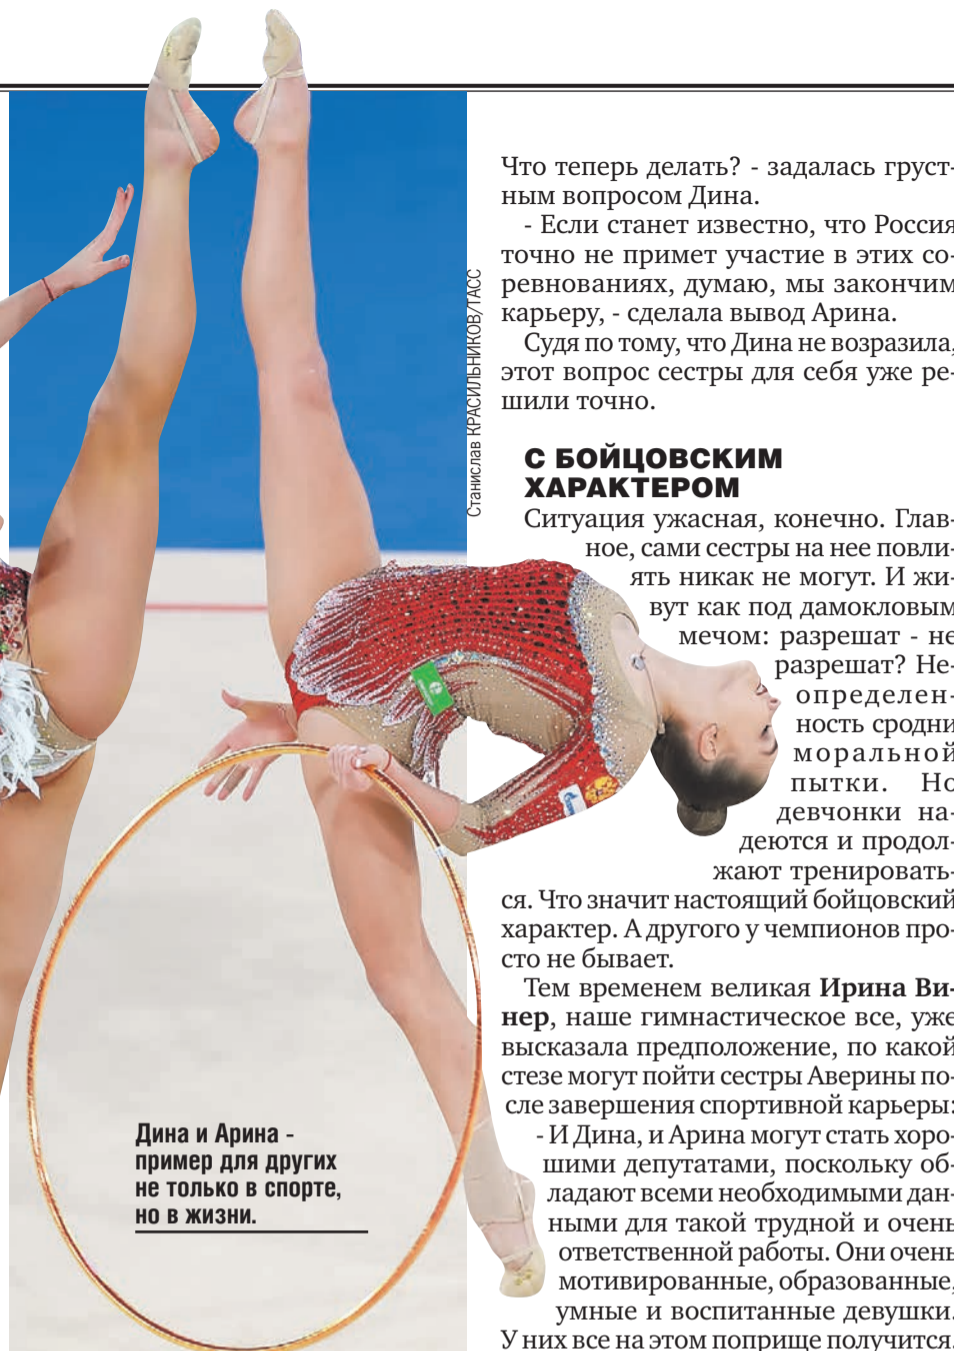 Что теперь делать? - задалась груст-
ным вопросом Дина.
- Если станет известно, что Россия
точно не примет участие в этих со-
ревнованиях, думаю, мы закончим
карьеру, - сделала вывод Арина.
Судя по тому, что Дина не возразила,
этот вопрос сестры для себя уже ре-
шили точно.
С БОЙЦОВСКИМ
ХАРАКТЕРОМ
Ситуация ужасная, конечно. Глав-
ное, сами сестры на нее повли-
ять никак не могут. И жи-
вут как под дамокловым
мечом: разрешат - не
разрешат? Не-
определен-
ность сродни
моральной
пытки. Но
девчонки на-
деются и продол-
жают тренировать-
ся. Что значит настоящий бойцовский
характер. А другого у чемпионов про-
сто не бывает.
Тем временем великая Ирина Ви-
нер, наше гимнастическое все, уже
высказала предположение, по какой
стезе могут пойти сестры Аверины по-
сле завершения спортивной карьеры:
- И Дина, и Арина могут стать хоро-
шими депутатами, поскольку об-
ладают всеми необходимыми дан-
ными для такой трудной и очень
ответственной работы. Они очень
мотивированные, образованные,
умные и воспитанные девушки.
У них все на этом поприще получится.
Станислав КРАСИЛЬНИКОВ/ТАСС
Дина и Арина -
пример для других
не только в спорте,
но в жизни.